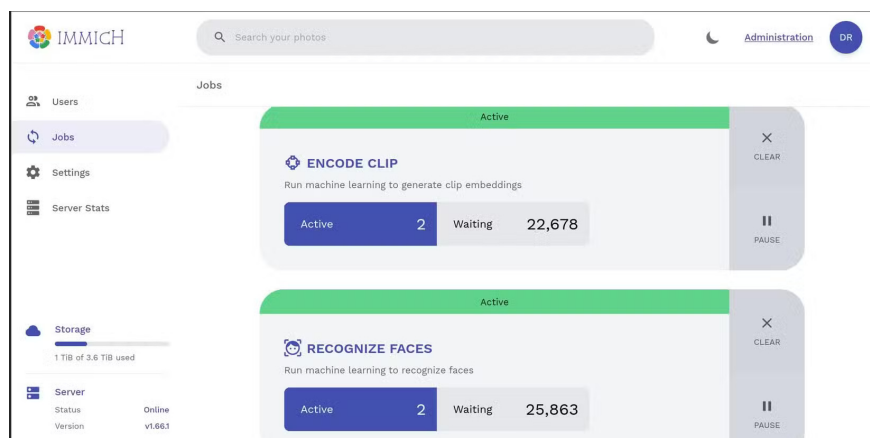 IMMICH
Search your photos
Administration
DR
Users
Jobs
Settings
Server Stats
Storage
1 TiB of 3.6 TiB used
Server
Status Online
Version v1.66.1
Jobs
Active
ENCODE CLIP
Run machine learning to generate clip embeddings
Active 2 Waiting 22,678
CLEAR
PAUSE
Active
RECOGNIZE FACES
Run machine learning to recognize faces
Active 2 Waiting 25,863
CLEAR
PAUSE